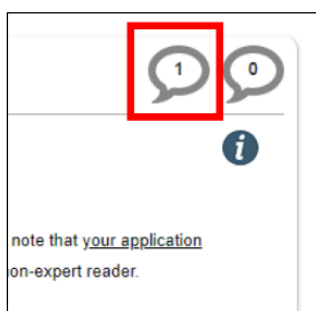 1 0
i
note that your application
on-expert reader.